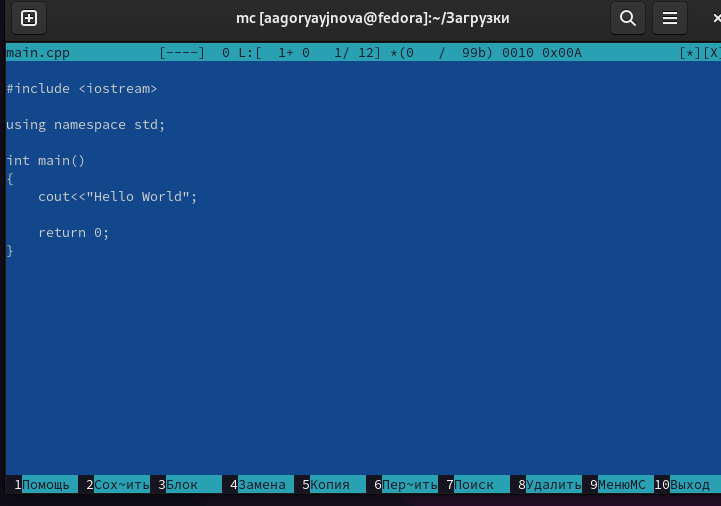 mc [aagoryayjnova@fedora]:~/Загрузки
main.cpp [----] 0 L:[ 1+ 0 1/ 12] *(0 / 99b) 0010 0x00A [*][X]
#include <iostream>
using namespace std;
int main()
{
    cout<<"Hello World";
    return 0;
}
1Помощь 2Сох~ить 3Блок 4Замена 5Копия 6Пер~ить 7Поиск 8Удалить 9МенюMC 10Выход